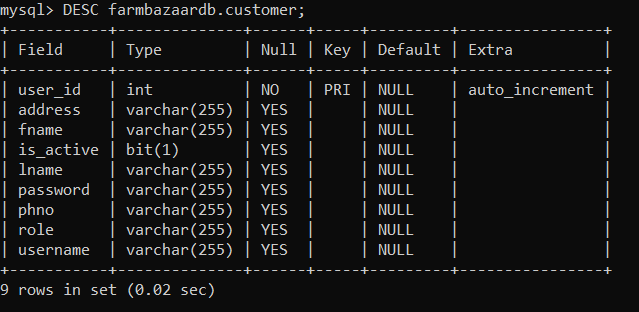 mysql> DESC farmbazaardb.customer;
+-----------+--------------+------+-----+---------+----------------+
| Field     | Type         | Null | Key | Default | Extra          |
+-----------+--------------+------+-----+---------+----------------+
| user_id   | int          | NO   | PRI | NULL    | auto_increment |
| address   | varchar(255) | YES  |     | NULL    |                |
| fname     | varchar(255) | YES  |     | NULL    |                |
| is_active | bit(1)       | YES  |     | NULL    |                |
| lname     | varchar(255) | YES  |     | NULL    |                |
| password  | varchar(255) | YES  |     | NULL    |                |
| phno      | varchar(255) | YES  |     | NULL    |                |
| role      | varchar(255) | YES  |     | NULL    |                |
| username  | varchar(255) | YES  |     | NULL    |                |
+-----------+--------------+------+-----+---------+----------------+
9 rows in set (0.02 sec)